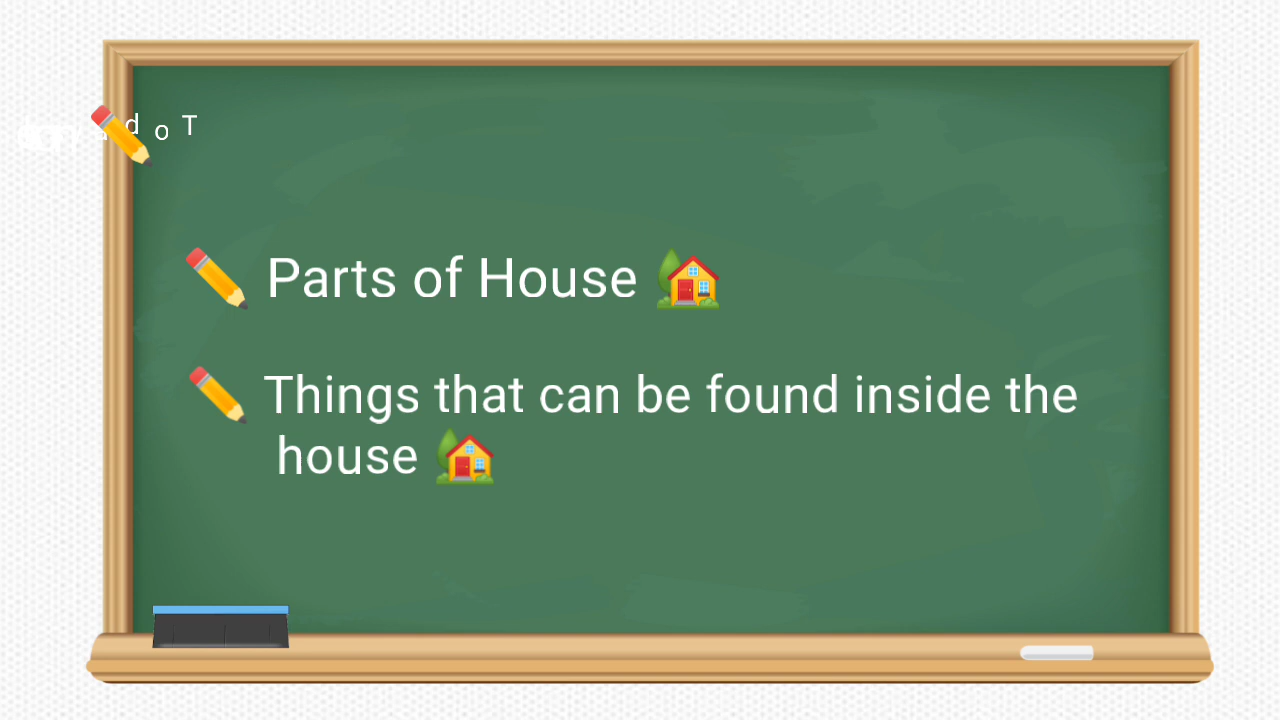 ✏️ Parts of House 🏡
✏️ Things that can be found inside the
house 🏡